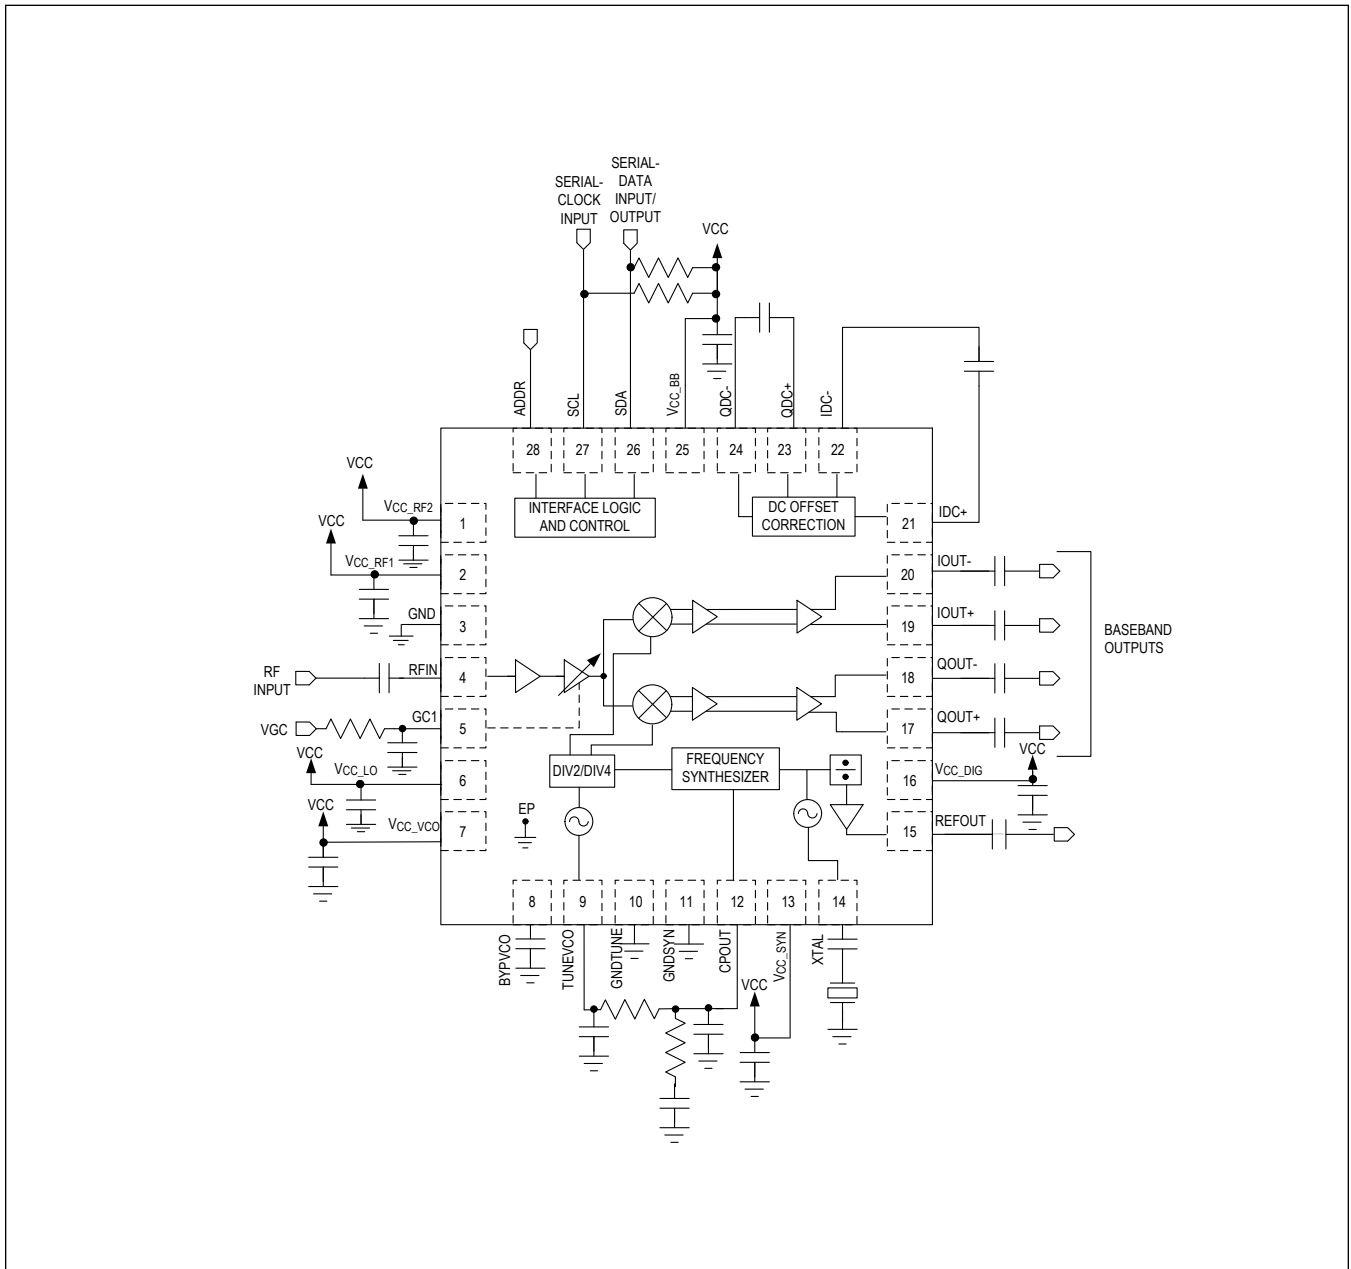 SERIAL-
DATA
INPUT/
OUTPUT
SERIAL-
CLOCK
INPUT
VCC
ADDR
SCL
SDA
VCC_BB
QDC-
QDC+
IDC-
28
27
26
25
24
23
22
INTERFACE LOGIC
AND CONTROL
DC OFFSET
CORRECTION
VCC
VCC_RF2
1
VCC
VCC_RF1
2
GND
3
RF
INPUT
RFIN
4
VGC
GC1
5
VCC
VCC_LO
6
VCC
VCC_VCO
7
21
IDC+
20
IOUT-
19
IOUT+
18
QOUT-
17
QOUT+
BASEBAND
OUTPUTS
VCC
16
VCC_DIG
15
REFOUT
DIV2/DIV4
FREQUENCY
SYNTHESIZER
EP
8
9
10
11
12
13
14
BYPVCO
TUNEVCO
GNDTUNE
GNDSYN
CPOUT
VCC_SYN
XTAL
VCC